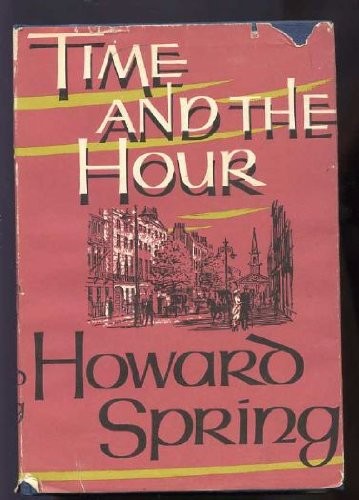 TIME
AND THE
HOUR
HOWARD
SPRING